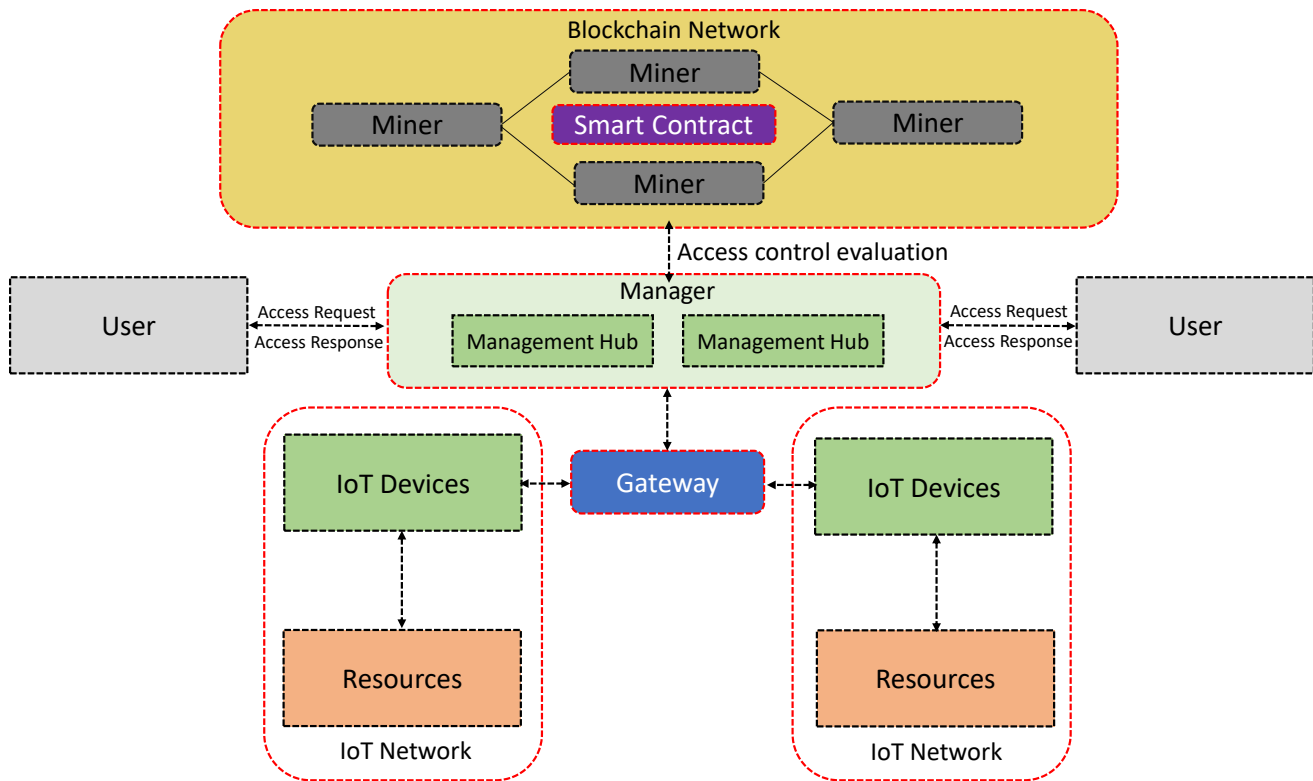 Blockchain Network
Miner
Miner
Smart Contract
Miner
Miner
Access control evaluation
User
Access Request
Access Response
Manager
Management Hub
Management Hub
Access Request
Access Response
User
IoT Devices
Gateway
IoT Devices
Resources
Resources
IoT Network
IoT Network